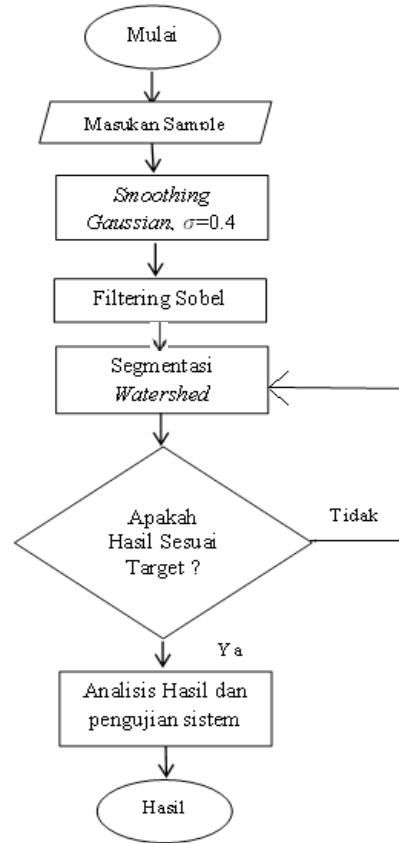 Mulai
Masukan Sample
Smoothing
Gaussian, σ=0.4
Filtering Sobel
Segmentasi
Watershed
Apakah
Hasil Sesuai
Target ?
Tidak
Ya
Analisis Hasil dan
pengujian sistem
Hasil